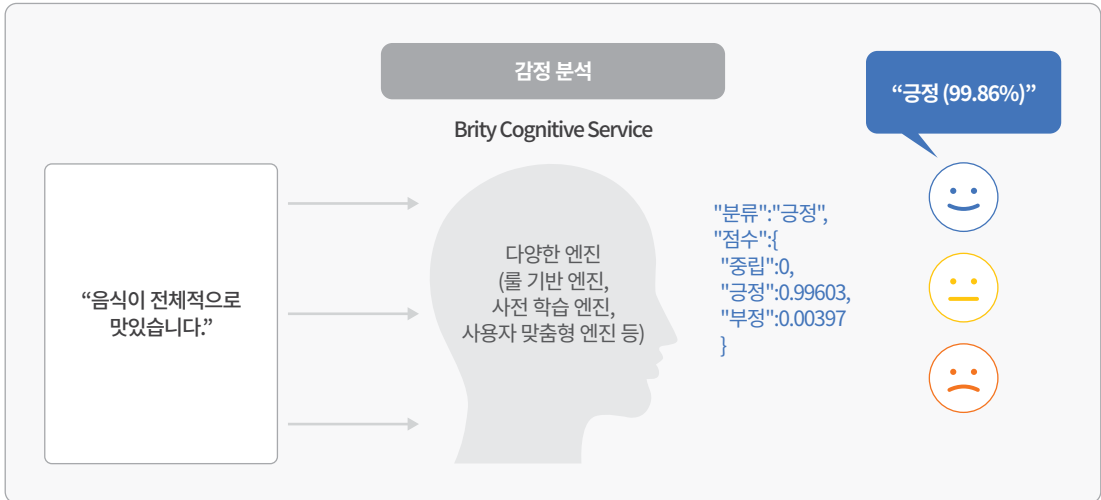 감정 분석
“긍정 (99.86%)”
Brity Cognitive Service
“음식이 전체적으로
맛있습니다.”
다양한 엔진
(룰 기반 엔진,
사전 학습 엔진,
사용자 맞춤형 엔진 등)
"분류":"긍정",
"점수":{
"중립":0,
"긍정":0.99603,
"부정":0.00397
}